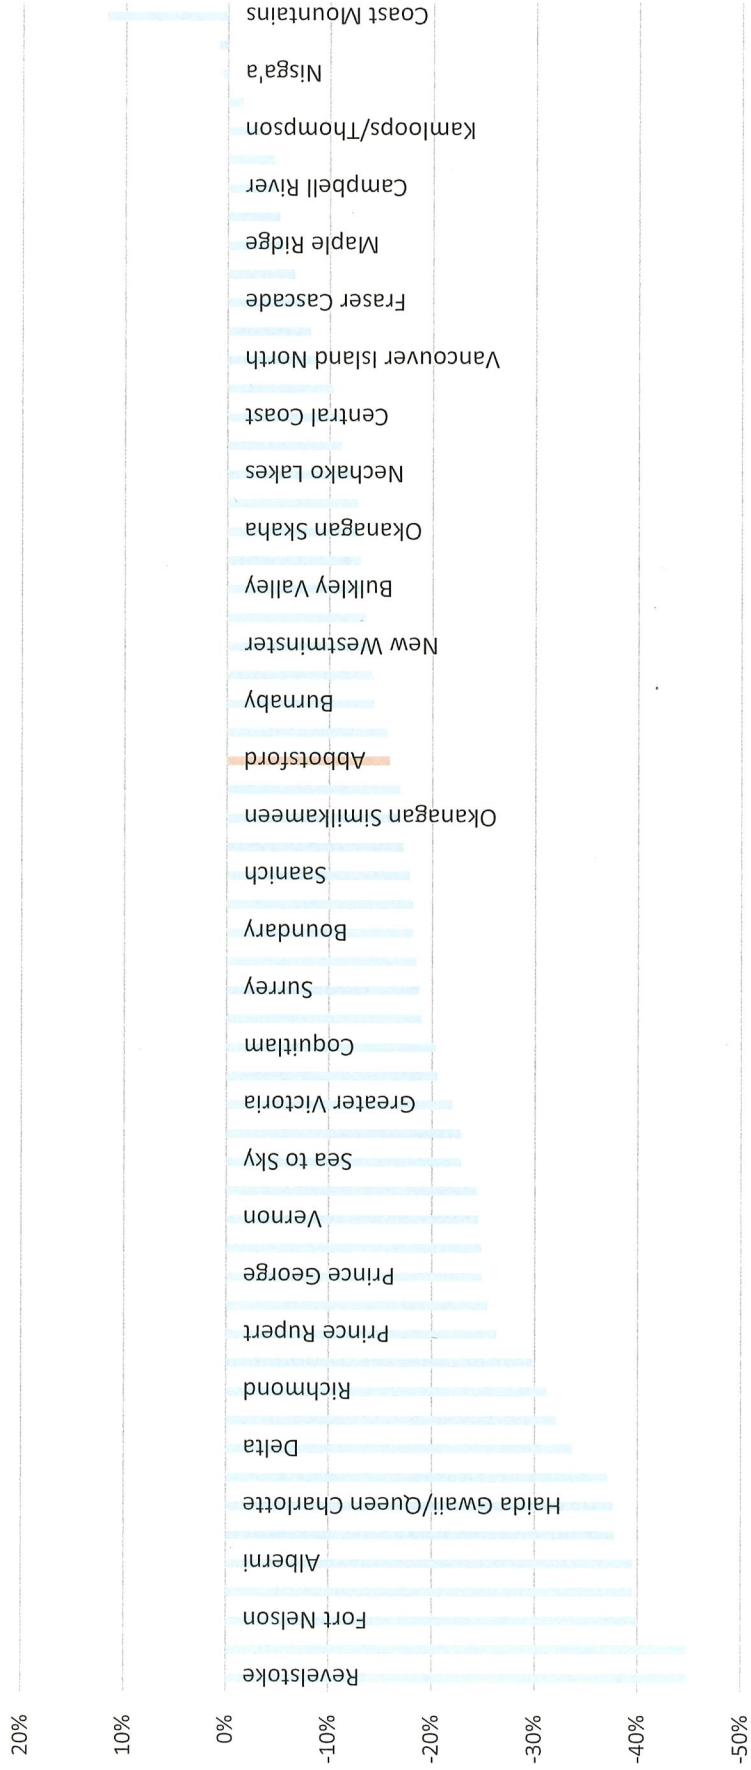 20%
10%
0%
-10%
-20%
-30%
-40%
-50%
Revelstoke
Fort Nelson
Alberni
Haida Gwaii/Queen Charlotte
Delta
Richmond
Prince Rupert
Prince George
Vernon
Sea to Sky
Greater Victoria
Coquitlam
Surrey
Boundary
Saanich
Okanagan Similkameen
Abbotsford
Burnaby
New Westminster
Bulkley Valley
Okanagan Skaha
Nechako Lakes
Central Coast
Vancouver Island North
Fraser Cascade
Maple Ridge
Campbell River
Kamloops/Thompson
Nisga'a
Coast Mountains